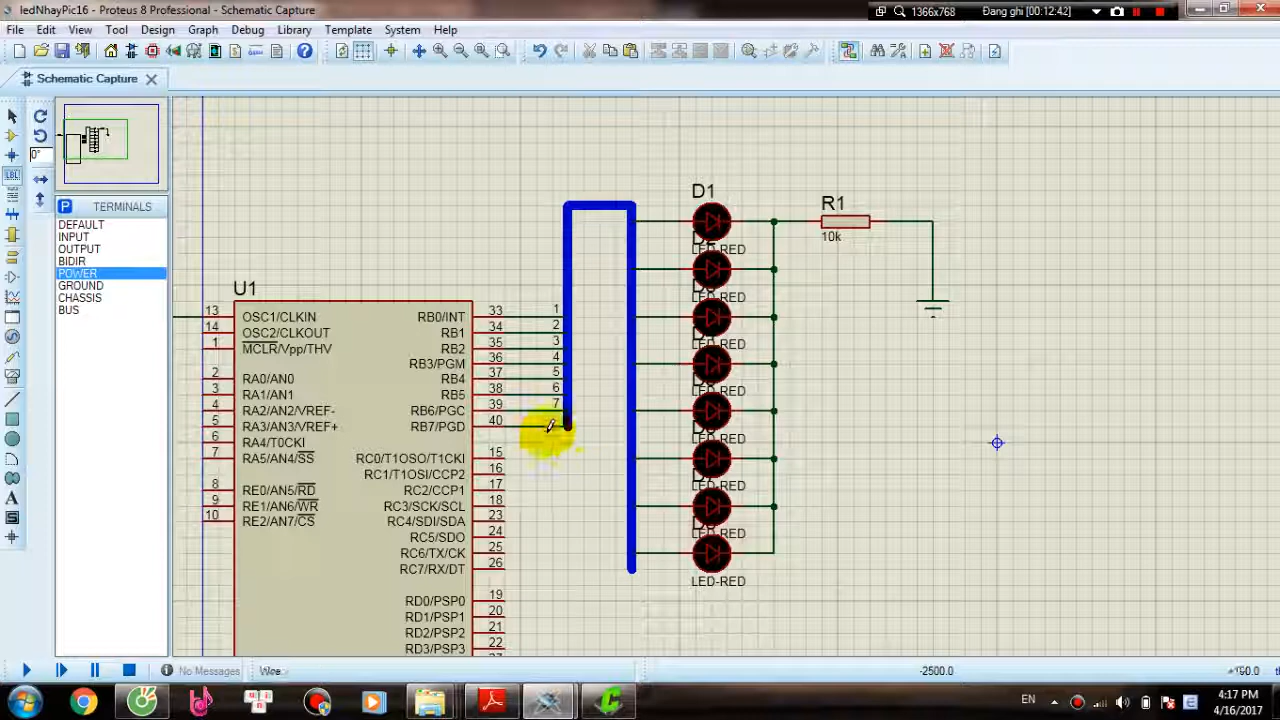 ledNhayPic16 - Proteus 8 Professional - Schematic Capture
1366x768
Đang ghi [00:12:42]
File Edit View Tool Design Graph Debug Library Template System Help
Schematic Capture
0°
LBL
P TERMINALS
DEFAULT
INPUT
OUTPUT
BIDIR
POWER
GROUND
CHASSIS
BUS
A
S
U1
13 OSC1/CLKIN
14 OSC2/CLKOUT
1 MCLR/Vpp/THV
2 RA0/AN0
3 RA1/AN1
4 RA2/AN2/VREF-
5 RA3/AN3/VREF+
6 RA4/T0CKI
7 RA5/AN4/SS
8 RE0/AN5/RD
9 RE1/AN6/WR
10 RE2/AN7/CS
RB0/INT 33 1
RB1 34 2
RB2 35 3
RB3/PGM 36 4
RB4 37 5
RB5 38 6
RB6/PGC 39 7
RB7/PGD 40
RC0/T1OSO/T1CKI 15
RC1/T1OSI/CCP2 16
RC2/CCP1 17
RC3/SCK/SCL 18
RC4/SDI/SDA 23
RC5/SDO 24
RC6/TX/CK 25
RC7/RX/DT 26
RD0/PSP0 19
RD1/PSP1 20
RD2/PSP2 21
RD3/PSP3 22
D1
LED-RED
LED-RED
LED-RED
LED-RED
LED-RED
LED-RED
LED-RED
LED-RED
R1
10k
No Messages
-2500.0
EN
4:17 PM
4/16/2017